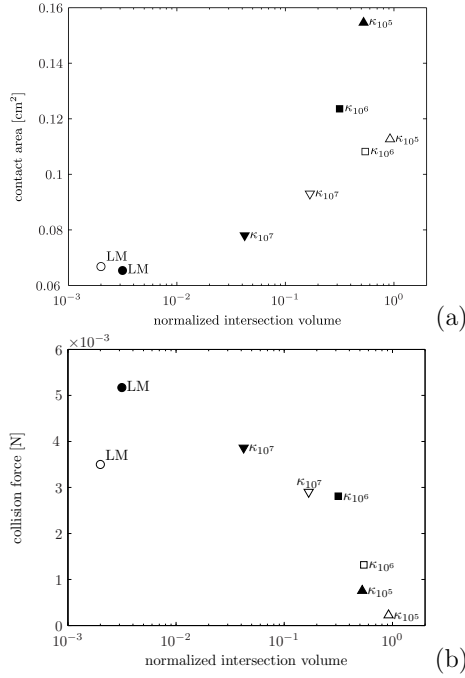 0.16
0.14
0.12
0.1
0.08
0.06
contact area [cm²]
κ₁₀⁵
κ₁₀⁶
κ₁₀⁵
κ₁₀⁶
κ₁₀⁷
κ₁₀⁷
LM
LM
10⁻³ 10⁻² 10⁻¹ 10⁰
normalized intersection volume
(a)
×10⁻³
6
5
4
3
2
1
0
collision force [N]
LM
LM
κ₁₀⁷
κ₁₀⁷
κ₁₀⁶
κ₁₀⁶
κ₁₀⁵
κ₁₀⁵
10⁻³ 10⁻² 10⁻¹ 10⁰
normalized intersection volume
(b)